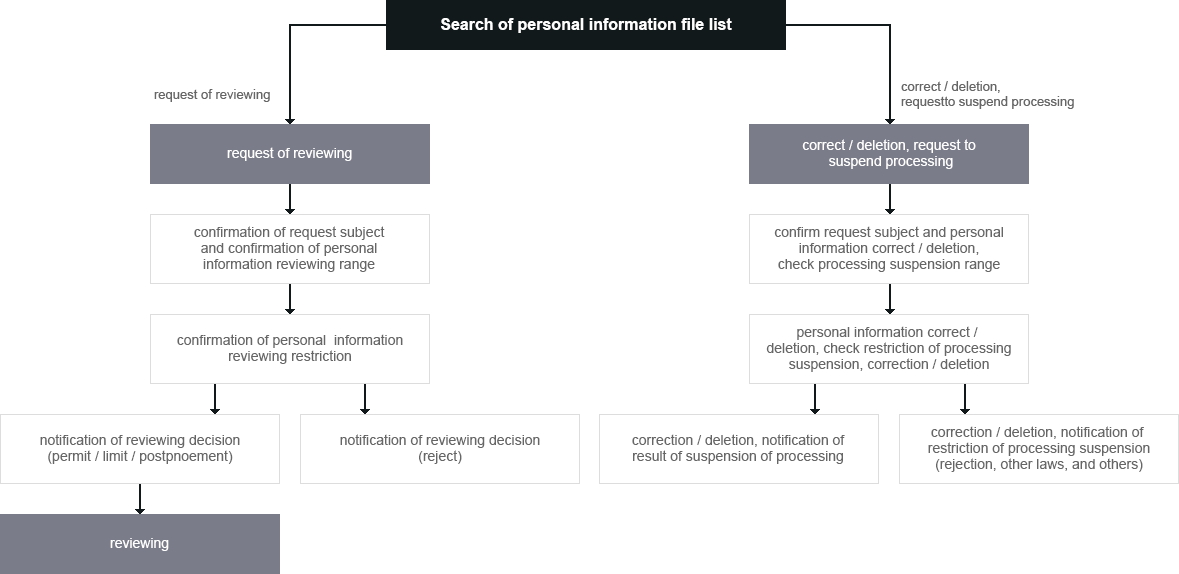 Search of personal information file list
request of reviewing
correct / deletion,
requestto suspend processing
request of reviewing
correct / deletion, request to
suspend processing
confirmation of request subject
and confirmation of personal
information reviewing range
confirm request subject and personal
information correct / deletion,
check processing suspension range
confirmation of personal  information
reviewing restriction
personal information correct /
deletion, check restriction of processing
suspension, correction / deletion
notification of reviewing decision
(permit / limit / postpnoement)
notification of reviewing decision
(reject)
correction / deletion, notification of
result of suspension of processing
correction / deletion, notification of
restriction of processing suspension
(rejection, other laws, and others)
reviewing